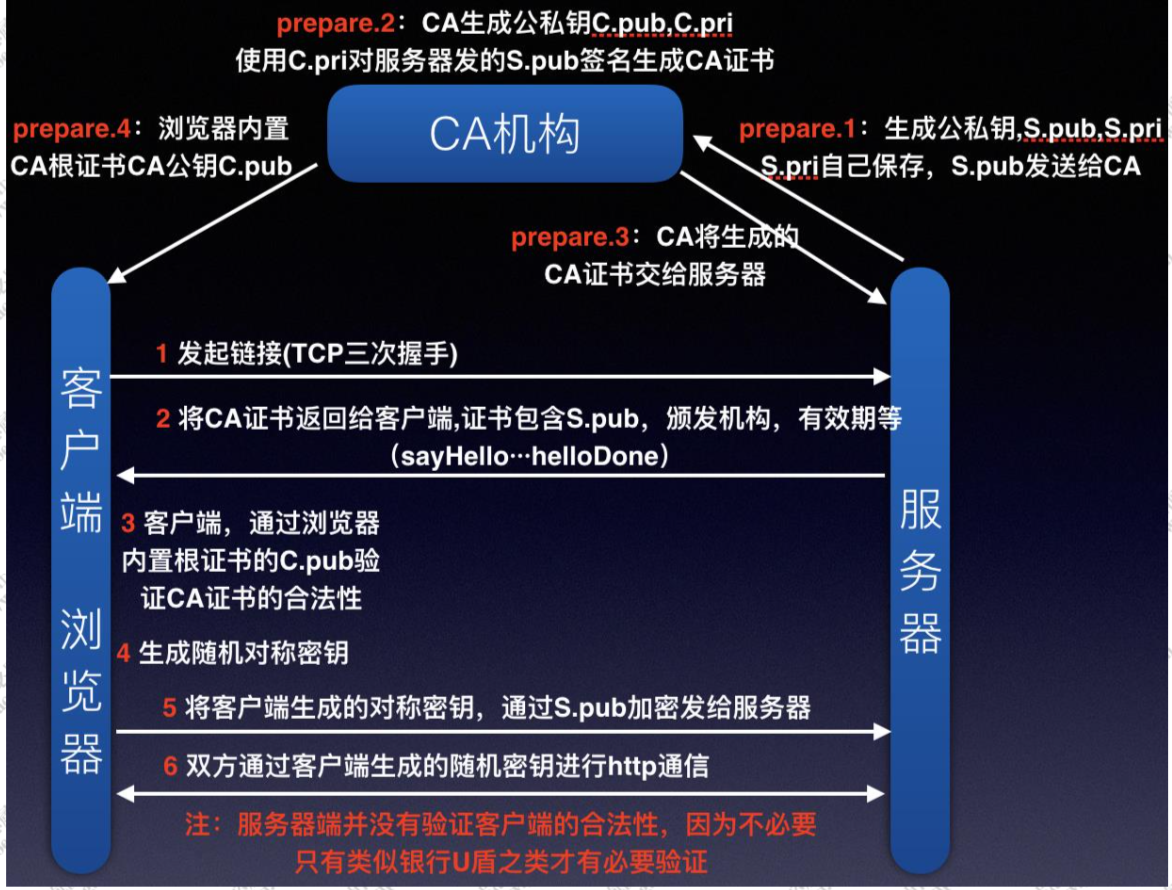 prepare.2：CA生成公私钥C.pub,C.pri
使用C.pri对服务器发的S.pub签名生成CA证书
prepare.4：浏览器内置
CA根证书CA公钥C.pub
CA机构
prepare.1：生成公私钥,S.pub,S.pri
S.pri自己保存，S.pub发送给CA
prepare.3：CA将生成的
CA证书交给服务器
客户端 浏览器
服务器
1 发起链接(TCP三次握手)
2 将CA证书返回给客户端,证书包含S.pub，颁发机构，有效期等
（sayHello…helloDone）
3 客户端，通过浏览器
内置根证书的C.pub验
证CA证书的合法性
4 生成随机对称密钥
5 将客户端生成的对称密钥，通过S.pub加密发给服务器
6 双方通过客户端生成的随机密钥进行http通信
注：服务器端并没有验证客户端的合法性，因为不必要
只有类似银行U盾之类才有必要验证